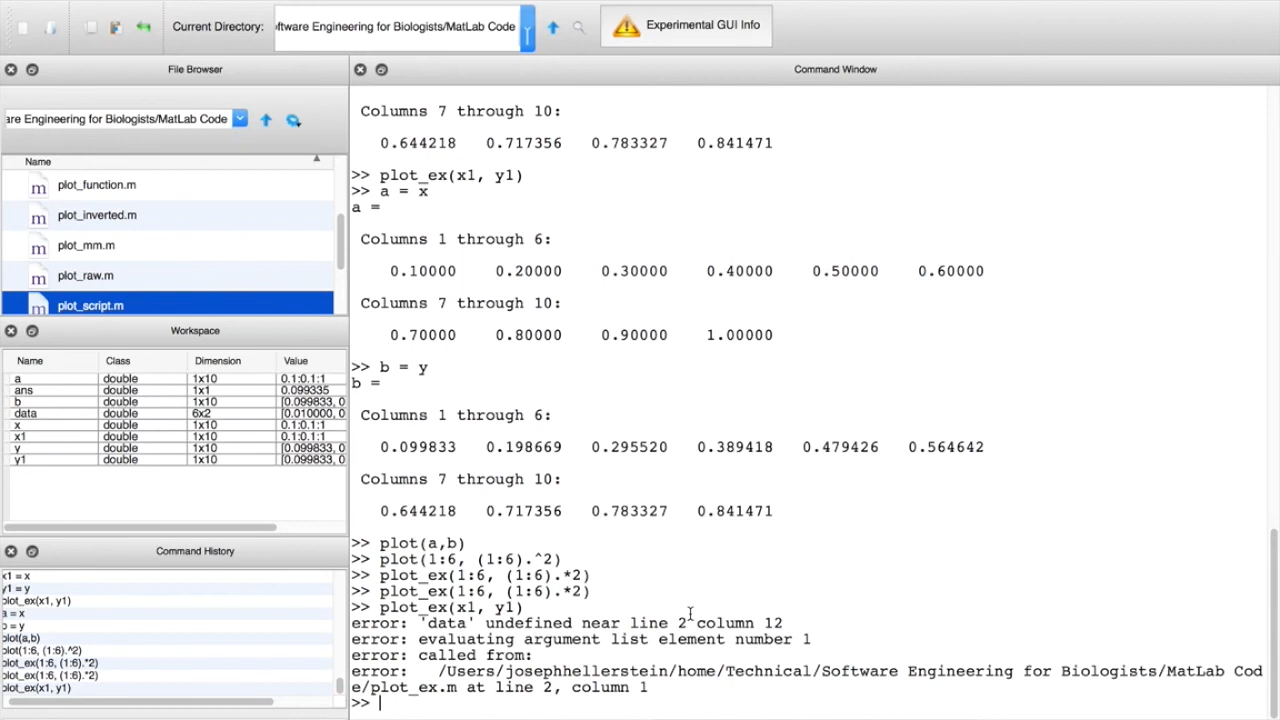 Current Directory: oftware Engineering for Biologists/MatLab Code Experimental GUI Info
File Browser
are Engineering for Biologists/MatLab Code
Name
plot_function.m
plot_inverted.m
plot_mm.m
plot_raw.m
plot_script.m
Workspace
Name Class Dimension Value
a double 1x10 0.1:0.1:1
ans double 1x1 0.099335
b double 1x10 [0.099833, 0
data double 6x2 [0.010000, 0
x double 1x10 0.1:0.1:1
x1 double 1x10 0.1:0.1:1
y double 1x10 [0.099833, 0
y1 double 1x10 [0.099833, 0
Command History
x1 = x
y1 = y
plot_ex(x1, y1)
a = x
b = y
plot(a,b)
plot(1:6, (1:6).^2)
plot_ex(1:6, (1:6).*2)
plot_ex(1:6, (1:6).*2)
plot_ex(x1, y1)
Command Window
Columns 7 through 10:
0.644218 0.717356 0.783327 0.841471
>> plot_ex(x1, y1)
>> a = x
a =
Columns 1 through 6:
0.10000 0.20000 0.30000 0.40000 0.50000 0.60000
Columns 7 through 10:
0.70000 0.80000 0.90000 1.00000
>> b = y
b =
Columns 1 through 6:
0.099833 0.198669 0.295520 0.389418 0.479426 0.564642
Columns 7 through 10:
0.644218 0.717356 0.783327 0.841471
>> plot(a,b)
>> plot(1:6, (1:6).^2)
>> plot_ex(1:6, (1:6).*2)
>> plot_ex(1:6, (1:6).*2)
>> plot_ex(x1, y1)
error: 'data' undefined near line 2 column 12
error: evaluating argument list element number 1
error: called from:
error: /Users/josephhellerstein/home/Technical/Software Engineering for Biologists/MatLab Cod
e/plot_ex.m at line 2, column 1
>>